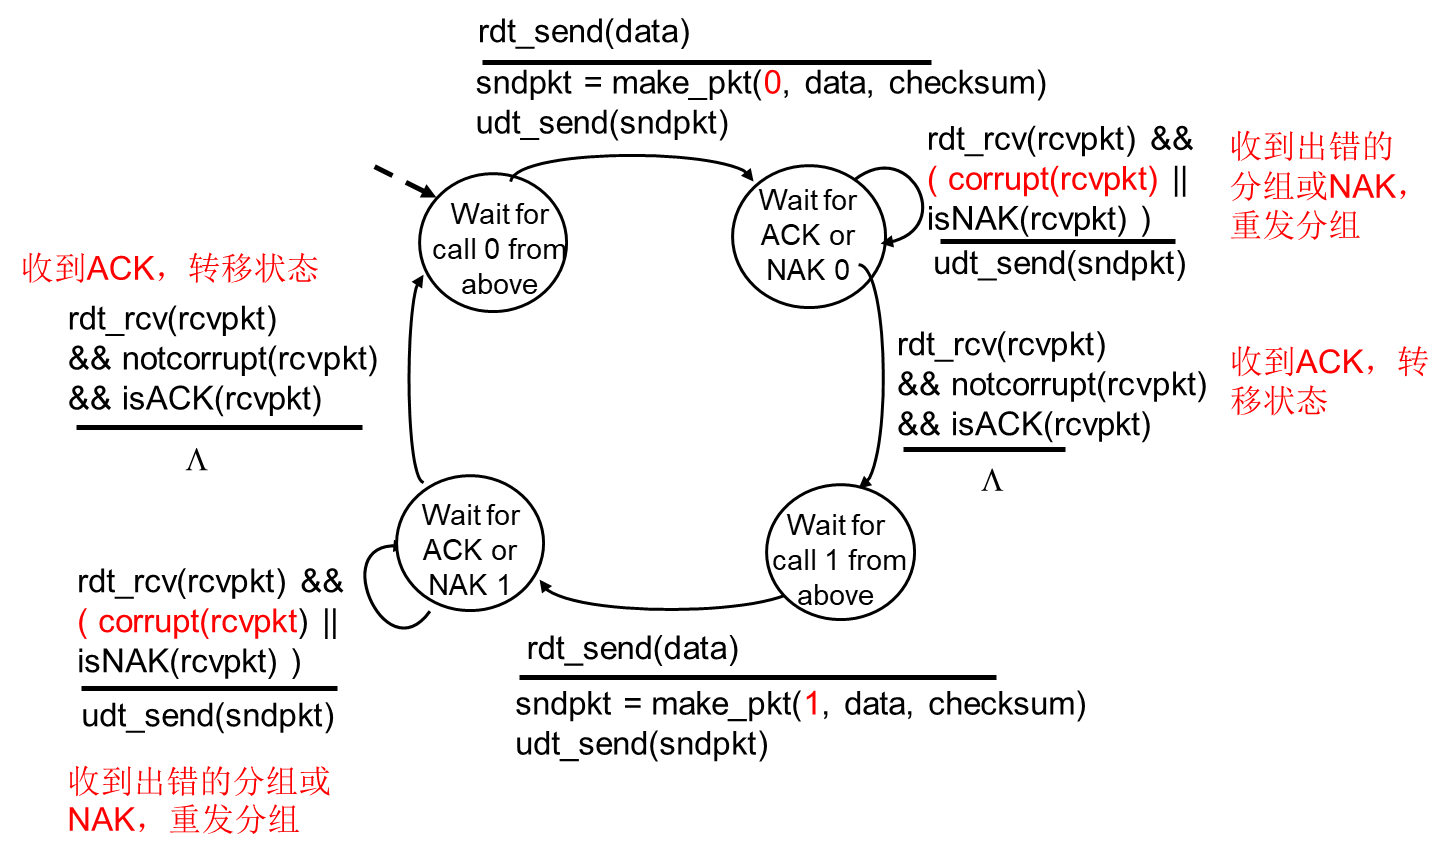 rdt_send(data)
sndpkt = make_pkt(0, data, checksum)
udt_send(sndpkt)
rdt_rcv(rcvpkt) &&
( corrupt(rcvpkt) ||
isNAK(rcvpkt) )
udt_send(sndpkt)
收到出错的
分组或NAK，
重发分组
Wait for
call 0 from
above
Wait for
ACK or
NAK 0
收到ACK，转移状态
rdt_rcv(rcvpkt)
&& notcorrupt(rcvpkt)
&& isACK(rcvpkt)
Λ
rdt_rcv(rcvpkt)
&& notcorrupt(rcvpkt)
&& isACK(rcvpkt)
Λ
收到ACK，转
移状态
Wait for
ACK or
NAK 1
Wait for
call 1 from
above
rdt_rcv(rcvpkt) &&
( corrupt(rcvpkt) ||
isNAK(rcvpkt) )
udt_send(sndpkt)
收到出错的分组或
NAK，重发分组
rdt_send(data)
sndpkt = make_pkt(1, data, checksum)
udt_send(sndpkt)